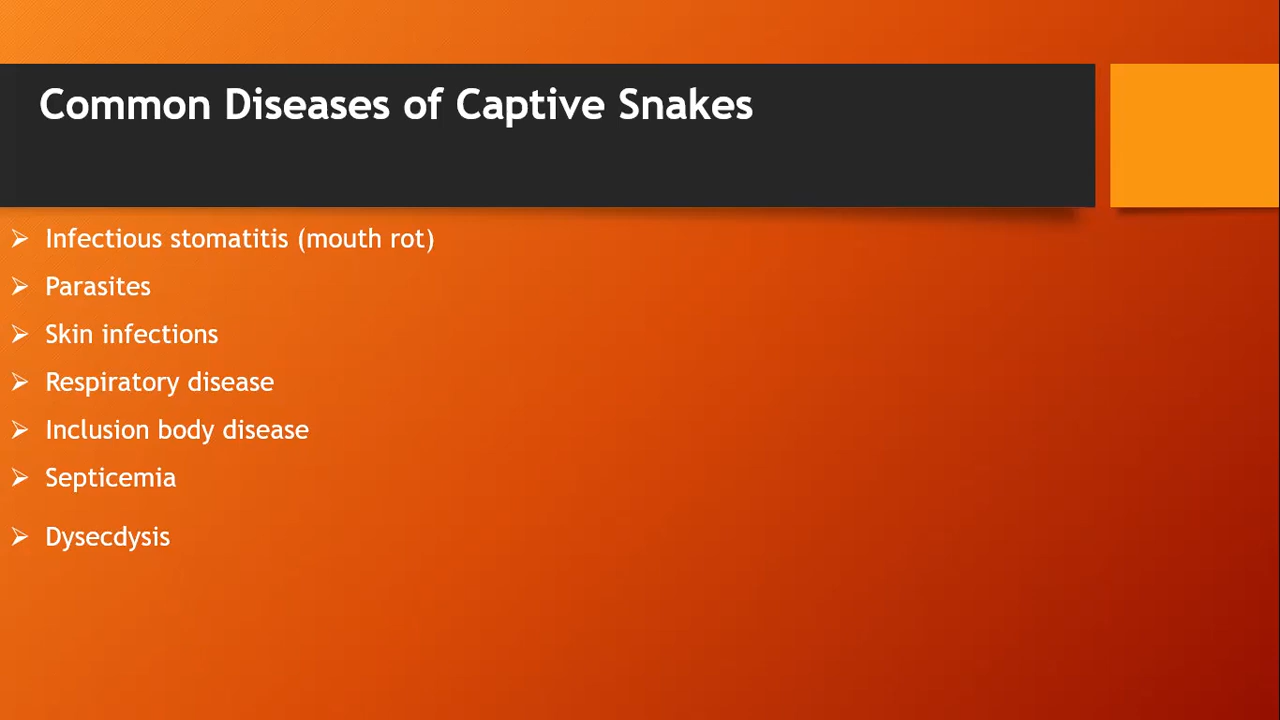 Common Diseases of Captive Snakes
Infectious stomatitis (mouth rot)
Parasites
Skin infections
Respiratory disease
Inclusion body disease
Septicemia
Dysecdysis